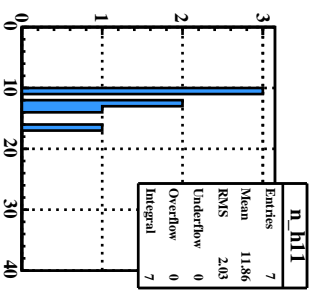 n_h11
Entries 7
Mean 11.86
RMS 2.03
Underflow 0
Overflow 0
Integral 7
3
2
1
0
0 10 20 30 40